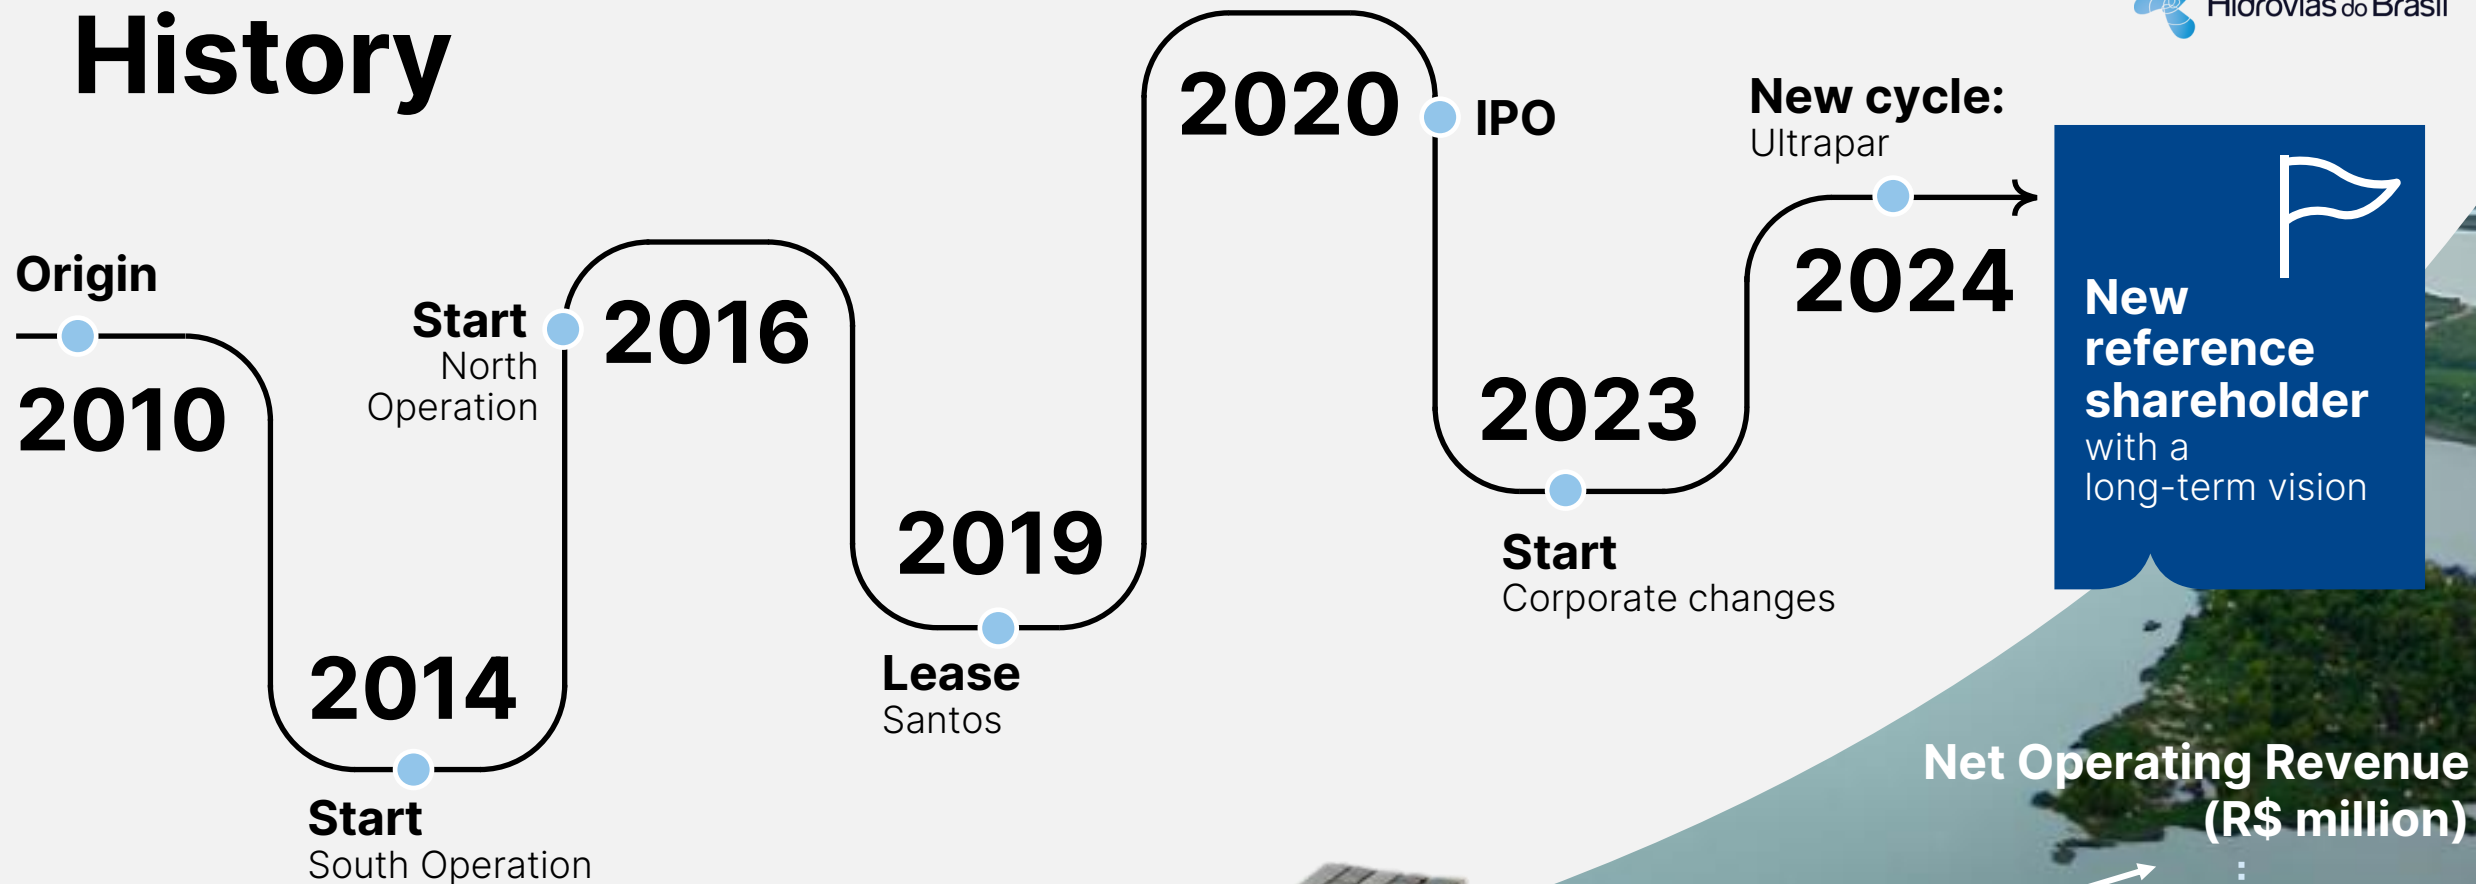 History
Hidrovias do Brasil
Origin
2010
2014
Start
South Operation
Start
North
Operation
2016
2019
Lease
Santos
2020
IPO
2023
Start
Corporate changes
New cycle:
Ultrapar
2024
New
reference
shareholder
with a
long-term vision
Net Operating Revenue
(R$ million)